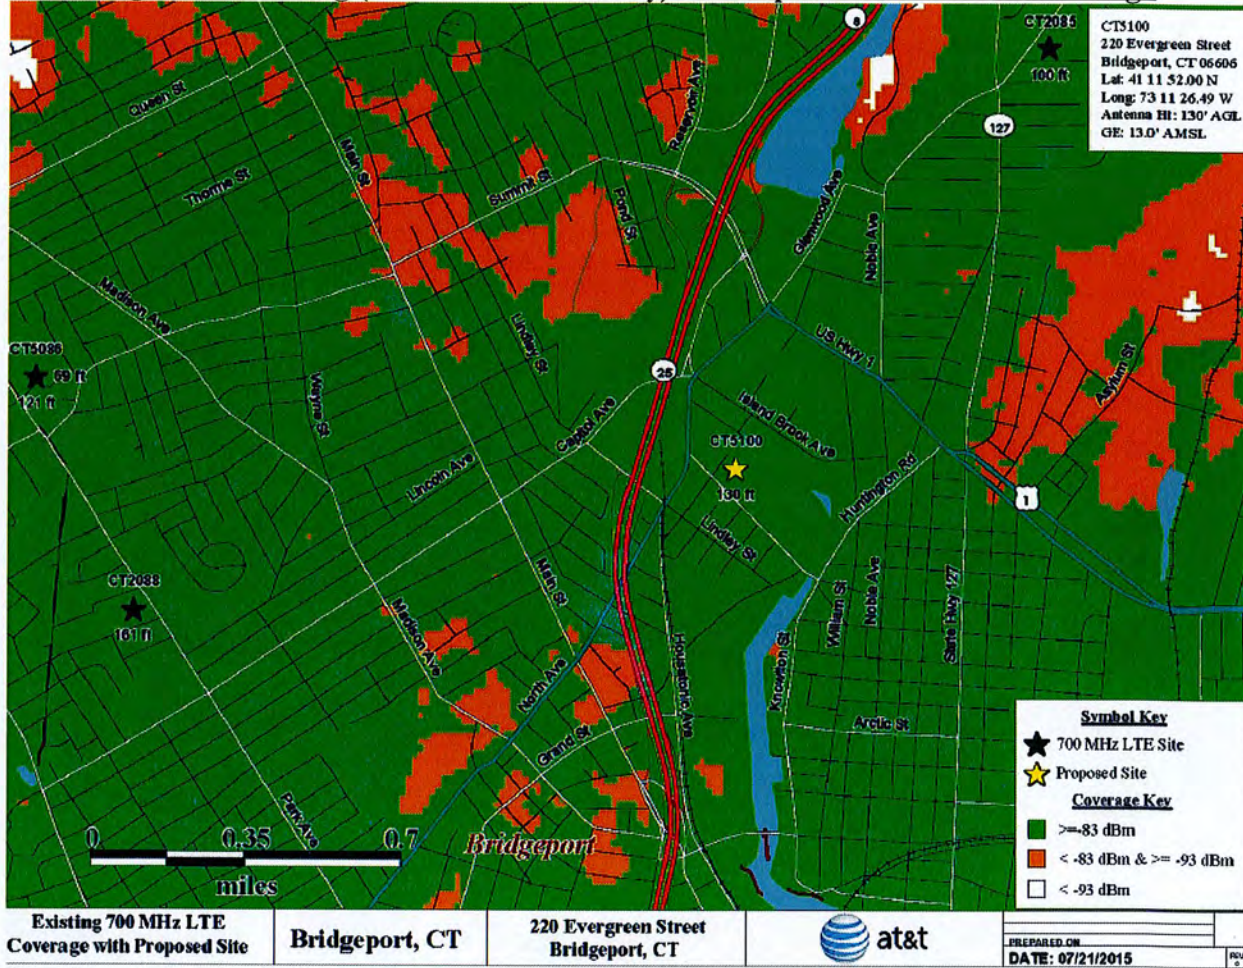 8
CT2085
100 ft
CT5100
220 Evergreen Street
Bridgeport, CT 06606
Lat: 41 11 52.00 N
Long: 73 11 26.49 W
Antenna Ht: 130' AGL
GE: 13.0' AMSL
Queen St
Reservoir Ave
127
Main St
Thorme St
Summit St
Pond St
Glenwood Ave
Noble Ave
Madison Ave
Lindley St
US Hwy 1
CT5086
69 ft
121 ft
25
Wayne St
Asylum St
Capitol Ave
Island Brook Ave
CT5100
130 ft
Lincoln Ave
Huntington Rd
1
Lindley St
CT2088
161 ft
Main St
Madison Ave
William St
Noble Ave
State Hwy 127
North Ave
Housatonic Ave
Knowlton St
Arctic St
Grand St
Park Ave
Bridgeport
0 0.35 0.7
miles
Symbol Key
700 MHz LTE Site
Proposed Site
Coverage Key
>=-83 dBm
< -83 dBm & >= -93 dBm
< -93 dBm
Existing 700 MHz LTE
Coverage with Proposed Site
Bridgeport, CT
220 Evergreen Street
Bridgeport, CT
at&t
PREPARED ON
DATE: 07/21/2015